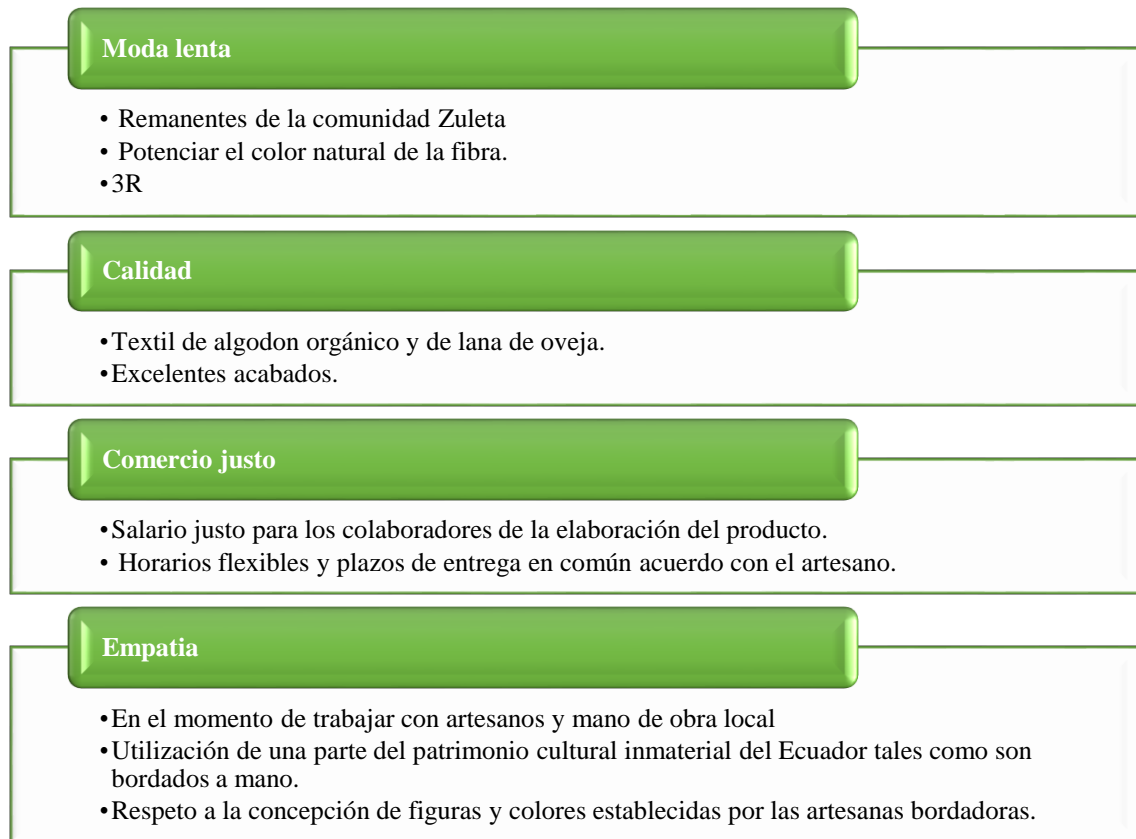 Moda lenta
• Remanentes de la comunidad Zuleta
• Potenciar el color natural de la fibra.
•3R
Calidad
•Textil de algodon orgánico y de lana de oveja.
•Excelentes acabados.
Comercio justo
•Salario justo para los colaboradores de la elaboración del producto.
• Horarios flexibles y plazos de entrega en común acuerdo con el artesano.
Empatia
•En el momento de trabajar con artesanos y mano de obra local
•Utilización de una parte del patrimonio cultural inmaterial del Ecuador tales como son
bordados a mano.
•Respeto a la concepción de figuras y colores establecidas por las artesanas bordadoras.